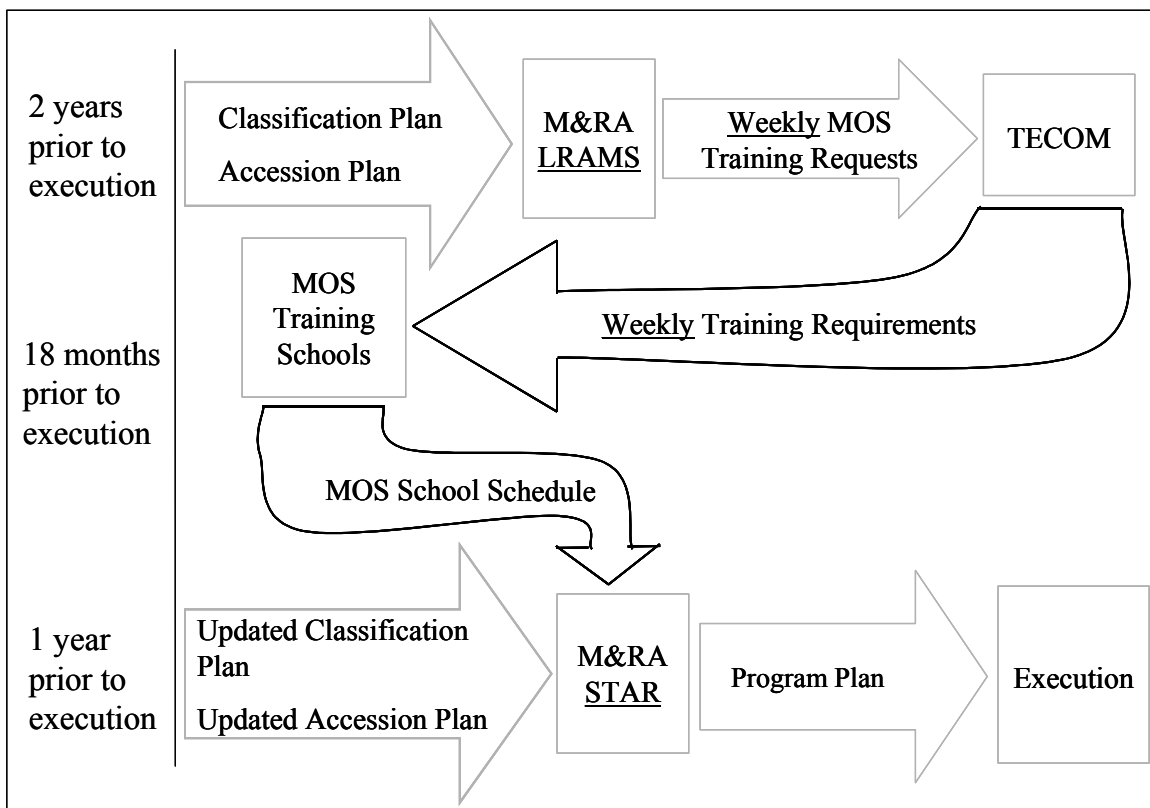 2 years
prior to
execution
Classification Plan
Accession Plan
M&RA
LRAMS
Weekly MOS
Training Requests
TECOM
18 months
prior to
execution
MOS
Training
Schools
Weekly Training Requirements
MOS School Schedule
1 year
prior to
execution
Updated Classification
Plan
Updated Accession Plan
M&RA
STAR
Program Plan
Execution